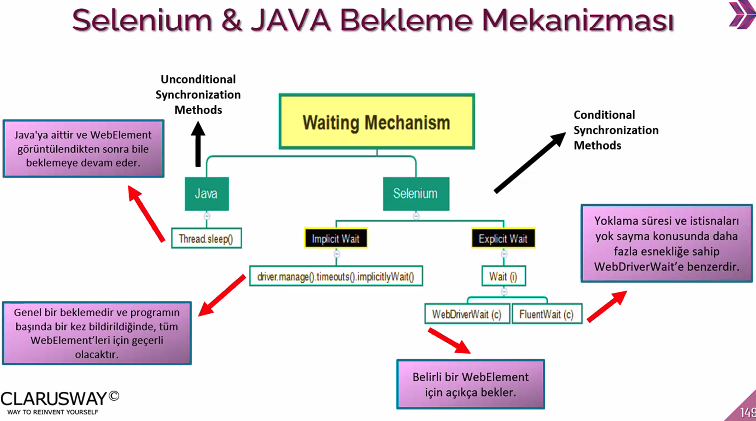 Selenium & JAVA Bekleme Mekanizması
Unconditional
Synchronization
Methods
Waiting Mechanism
Conditional
Synchronization
Methods
Java'ya aittir ve WebElement
görüntülendikten sonra bile
beklemeye devam eder.
Java
Selenium
Thread.sleep()
Implicit Wait
Explicit Wait
Yoklama süresi ve istisnaları
yok sayma konusunda daha
fazla esnekliğe sahip
WebDriverWait'e benzerdir.
driver.manage().timeouts().implicitlyWait()
Wait (i)
WebDriverWait (c)
FluentWait (c)
Genel bir beklemedir ve programın
başında bir kez bildirildiğinde, tüm
WebElement'leri için geçerli
olacaktır.
Belirli bir WebElement
için açıkça bekler.
CLARUSWAY©
WAY TO REINVENT YOURSELF
149